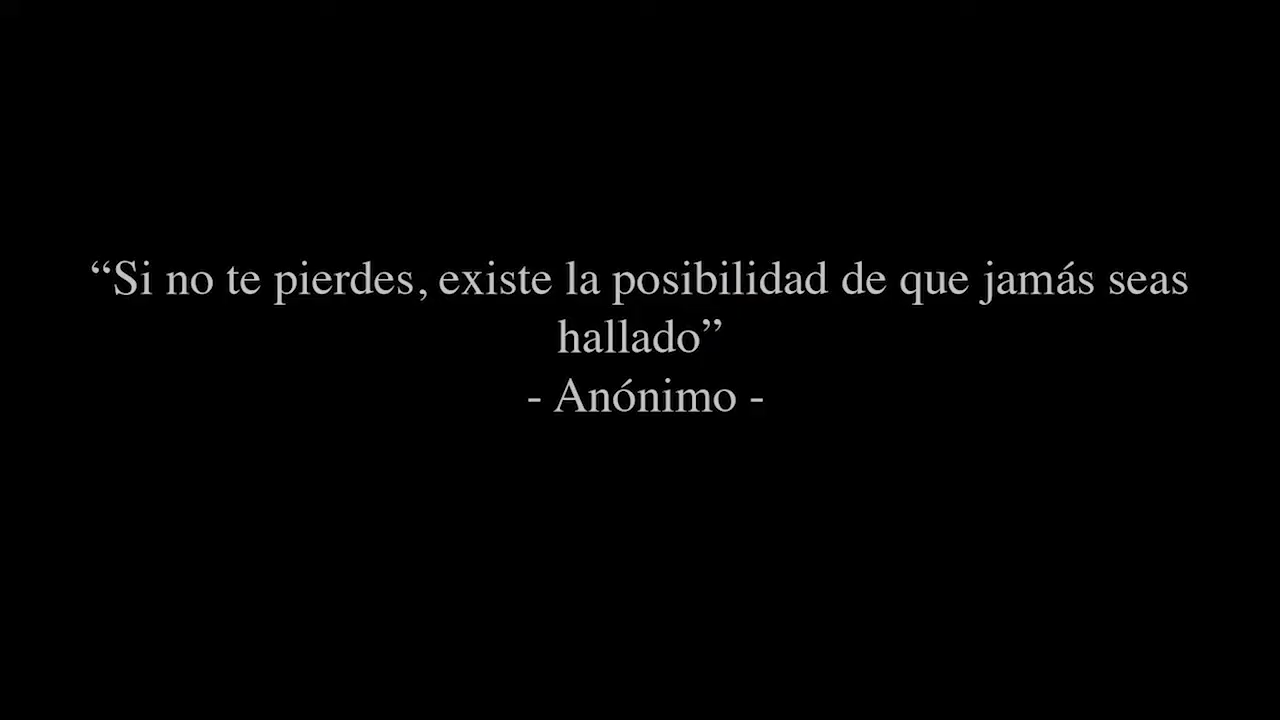 “Si no te pierdes, existe la posibilidad de que jamás seas
hallado”
- Anónimo -